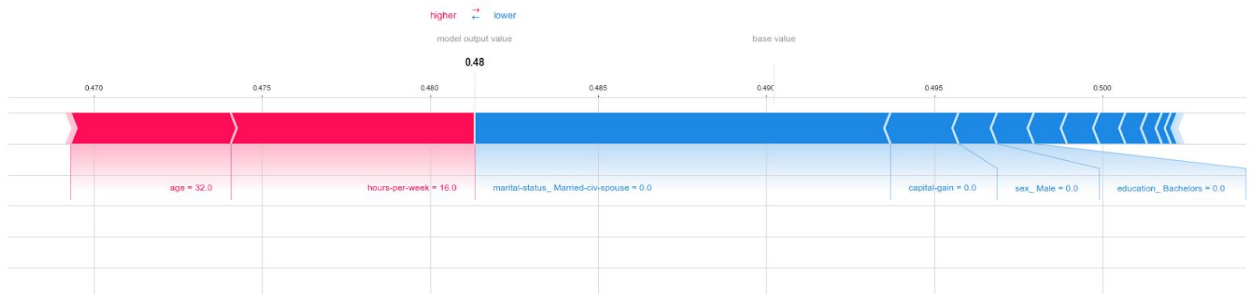 higher ⇄ lower
model output value base value
0.48
0.470 0.475 0.480 0.485 0.490 0.495 0.500
age = 32.0 hours-per-week = 16.0 marital-status_ Married-civ-spouse = 0.0 capital-gain = 0.0 sex_ Male = 0.0 education_ Bachelors = 0.0